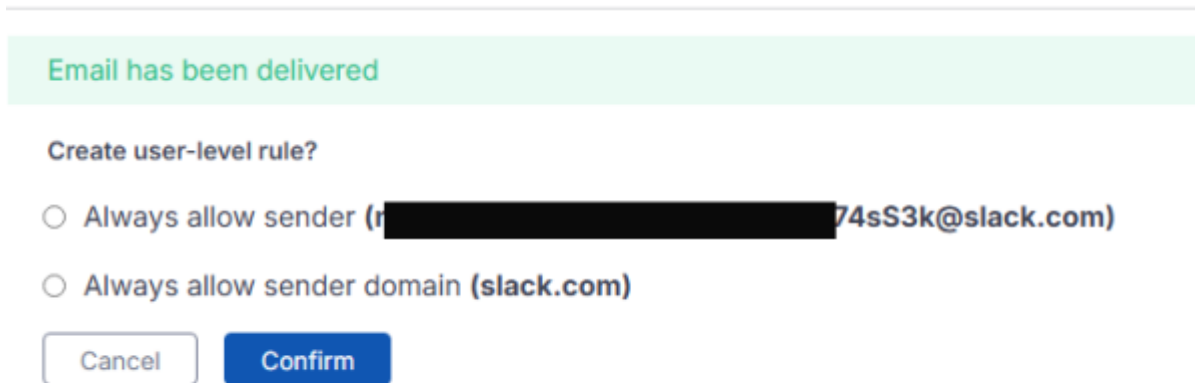 Email has been delivered
Create user-level rule?
Always allow sender (r 74sS3k@slack.com)
Always allow sender domain (slack.com)
Cancel Confirm